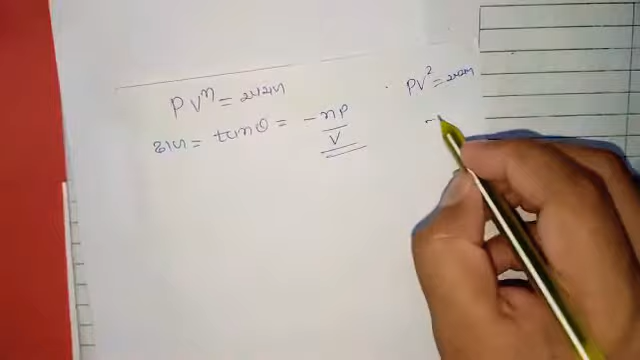 PVⁿ = અચળ
ઢાળ = tanθ = -nP/V
PV² = અચળ
-